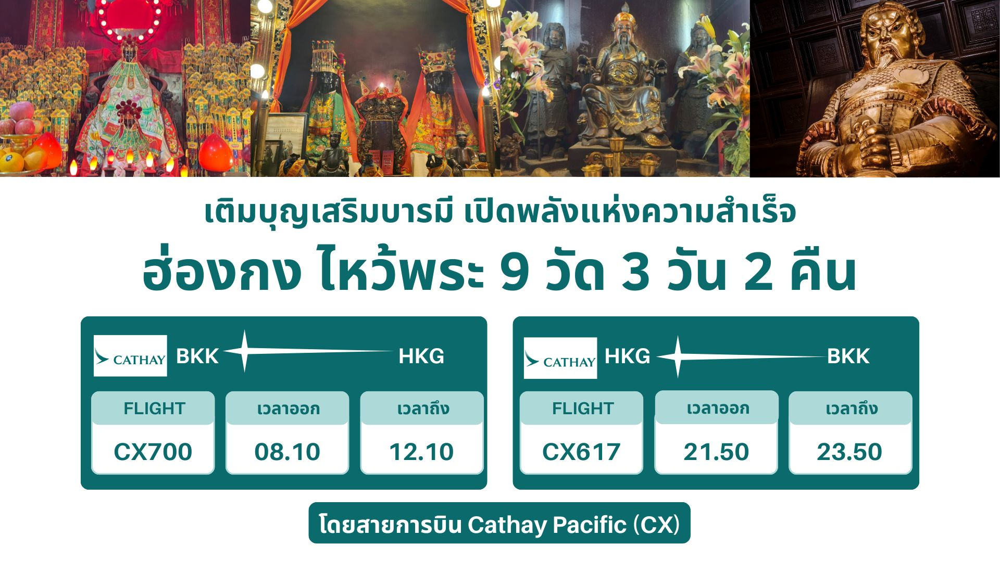 เติมบุญเสริมบารมี เปิดพลังแห่งความสำเร็จ
ฮ่องกง ไหว้พระ 9 วัด 3 วัน 2 คืน
CATHAY BKK HKG
FLIGHT เวลาออก เวลาถึง
CX700 08.10 12.10
CATHAY HKG BKK
FLIGHT เวลาออก เวลาถึง
CX617 21.50 23.50
โดยสายการบิน Cathay Pacific (CX)